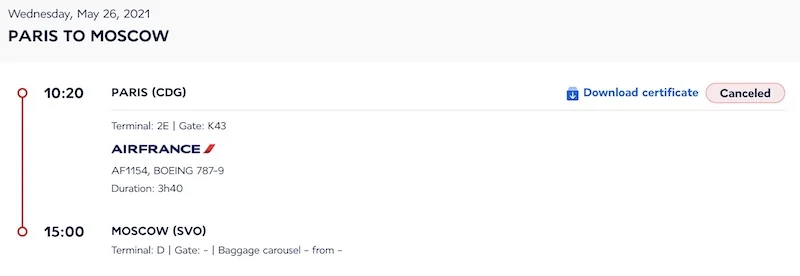 Wednesday, May 26, 2021
PARIS TO MOSCOW
10:20 PARIS (CDG) Download certificate Canceled
Terminal: 2E | Gate: K43
AIRFRANCE
AF1154, BOEING 787-9
Duration: 3h40
15:00 MOSCOW (SVO)
Terminal: D | Gate: - | Baggage carousel - from -